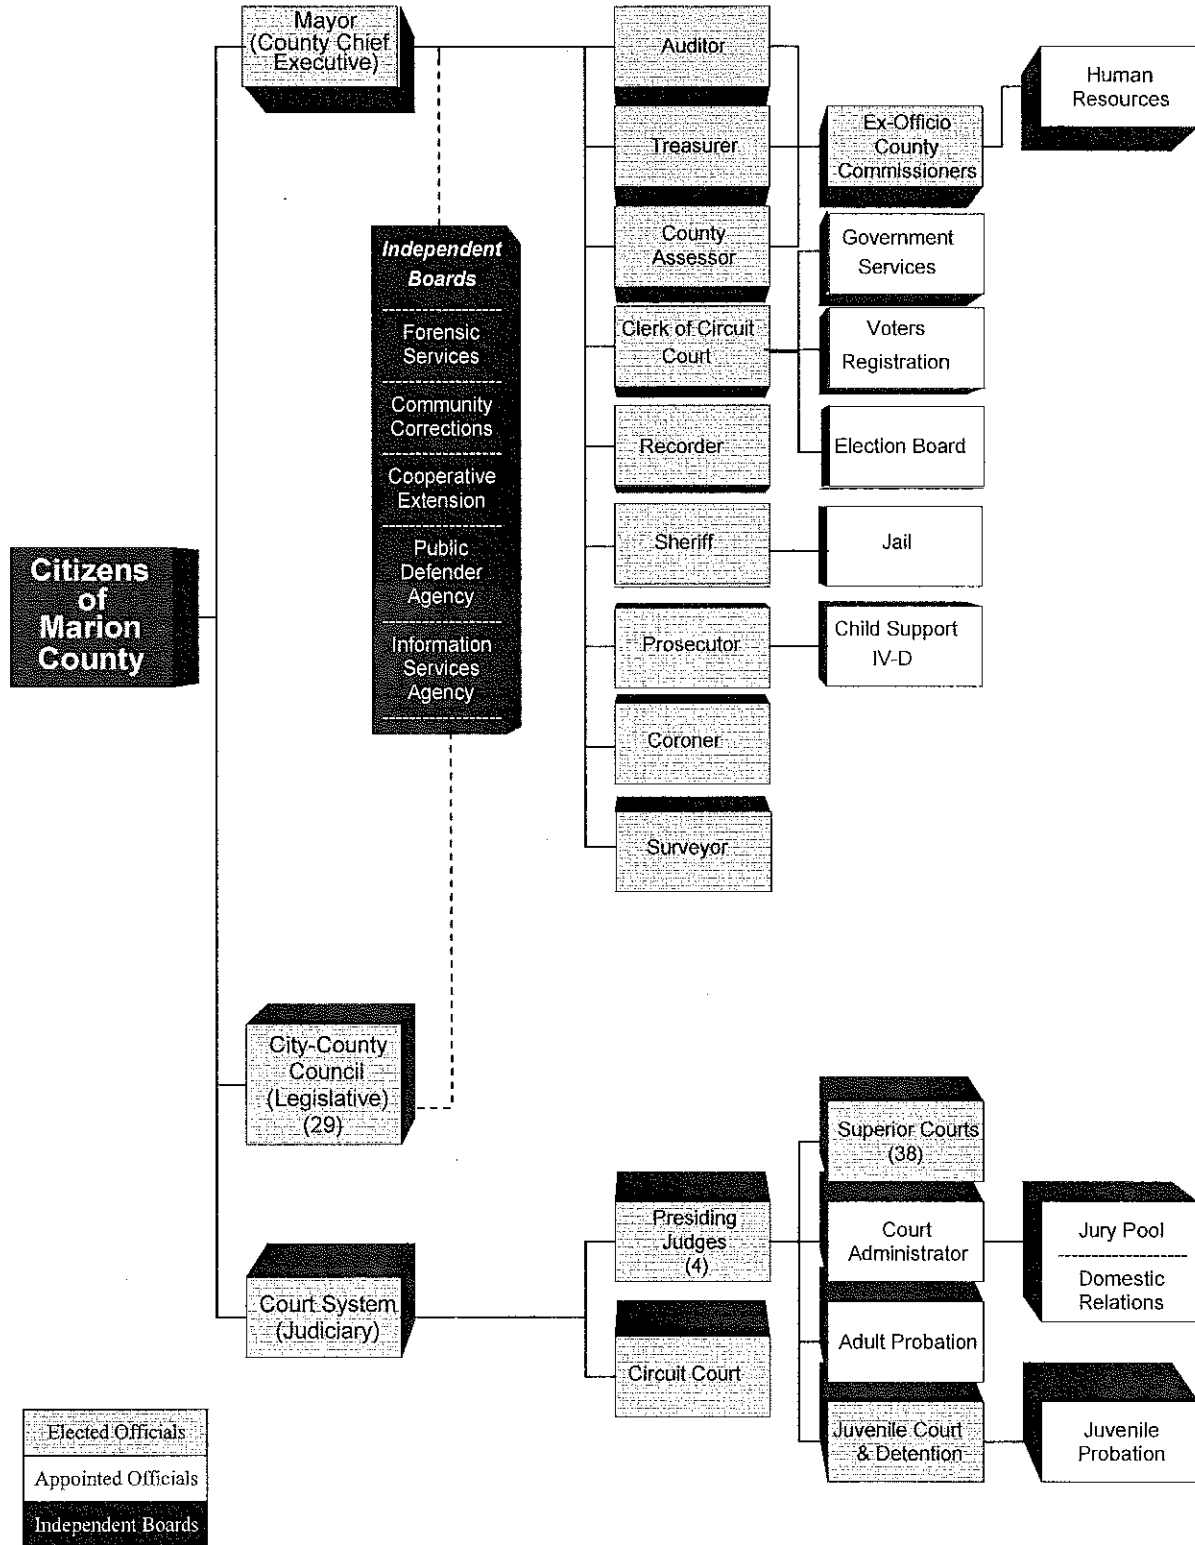 Mayor
(County Chief
Executive)
Auditor
Human
Resources
Treasurer
Ex-Officio
County
Commissioners
County
Assessor
Government
Services
Independent
Boards
Forensic
Services
Community
Corrections
Cooperative
Extension
Public
Defender
Agency
Information
Services
Agency
Clerk of Circuit
Court
Voters
Registration
Recorder
Election Board
Citizens
of
Marion
County
Sheriff
Jail
Prosecutor
Child Support
IV-D
Coroner
Surveyor
City-County
Council
(Legislative)
(29)
Superior Courts
(38)
Presiding
Judges
(4)
Court
Administrator
Jury Pool
Domestic
Relations
Court System
(Judiciary)
Adult Probation
Circuit Court
Juvenile Court
& Detention
Juvenile
Probation
Elected Officials
Appointed Officials
Independent Boards